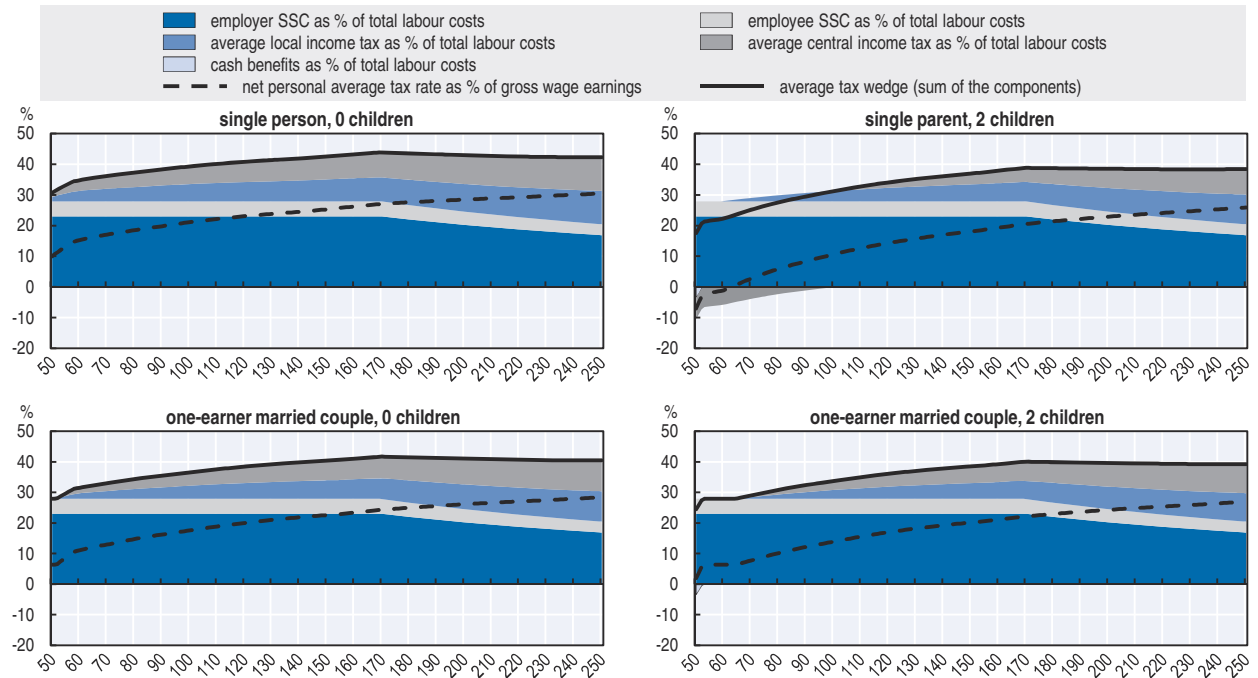 employer SSC as % of total labour costs
employee SSC as % of total labour costs
average local income tax as % of total labour costs
average central income tax as % of total labour costs
cash benefits as % of total labour costs
net personal average tax rate as % of gross wage earnings
average tax wedge (sum of the components)
%
single person, 0 children
50
40
30
20
10
0
-10
-20
50 60 70 80 90 100 110 120 130 140 150 160 170 180 190 200 210 220 230 240 250
%
single parent, 2 children
50
40
30
20
10
0
-10
-20
50 60 70 80 90 100 110 120 130 140 150 160 170 180 190 200 210 220 230 240 250
%
one-earner married couple, 0 children
50
40
30
20
10
0
-10
-20
50 60 70 80 90 100 110 120 130 140 150 160 170 180 190 200 210 220 230 240 250
%
one-earner married couple, 2 children
50
40
30
20
10
0
-10
-20
50 60 70 80 90 100 110 120 130 140 150 160 170 180 190 200 210 220 230 240 250